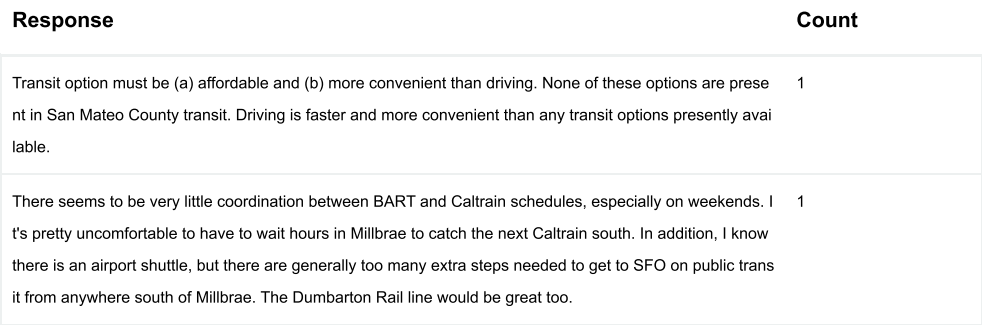 Response Count
Transit option must be (a) affordable and (b) more convenient than driving. None of these options are prese 1
nt in San Mateo County transit. Driving is faster and more convenient than any transit options presently avai
lable.
There seems to be very little coordination between BART and Caltrain schedules, especially on weekends. I 1
t's pretty uncomfortable to have to wait hours in Millbrae to catch the next Caltrain south. In addition, I know
there is an airport shuttle, but there are generally too many extra steps needed to get to SFO on public trans
it from anywhere south of Millbrae. The Dumbarton Rail line would be great too.